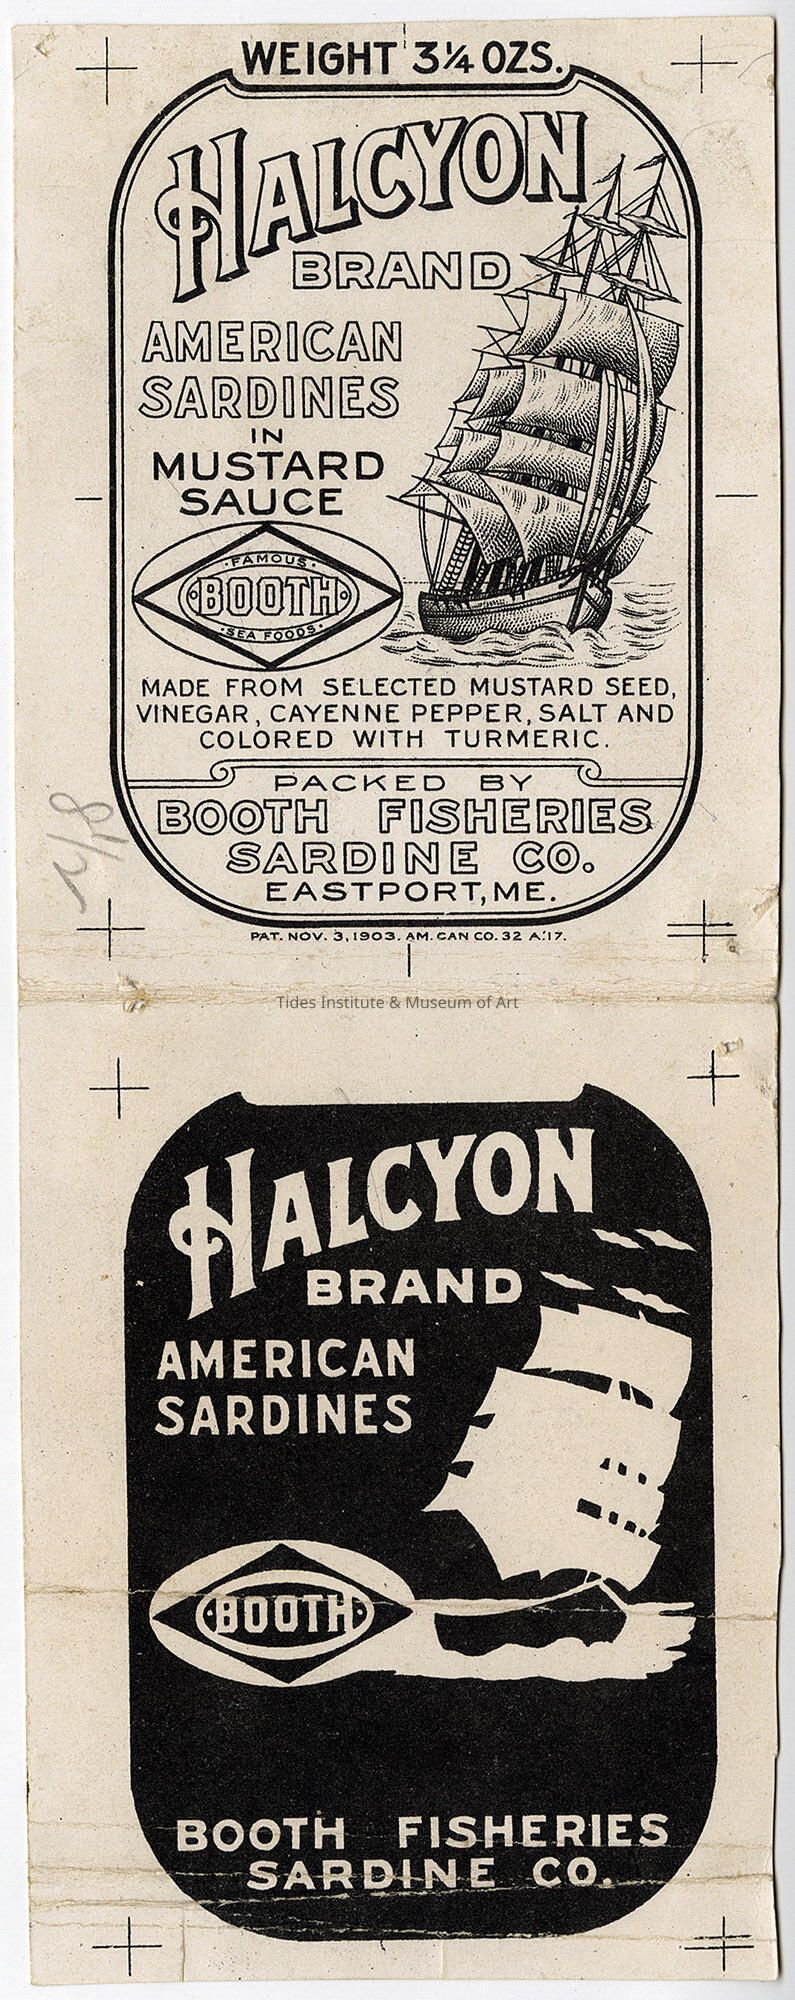 WEIGHT 3¼ OZS.
HALCYON
BRAND
AMERICAN
SARDINES
IN
MUSTARD
SAUCE
·FAMOUS·
BOOTH
·SEA FOODS·
MADE FROM SELECTED MUSTARD SEED,
VINEGAR, CAYENNE PEPPER, SALT AND
COLORED WITH TURMERIC.
PACKED BY
BOOTH FISHERIES
SARDINE CO.
EASTPORT, ME.
PAT. NOV. 3, 1903. AM. CAN CO. 32 A.'17.
Tides Institute & Museum of Art
HALCYON
BRAND
AMERICAN
SARDINES
BOOTH
BOOTH FISHERIES
SARDINE CO.